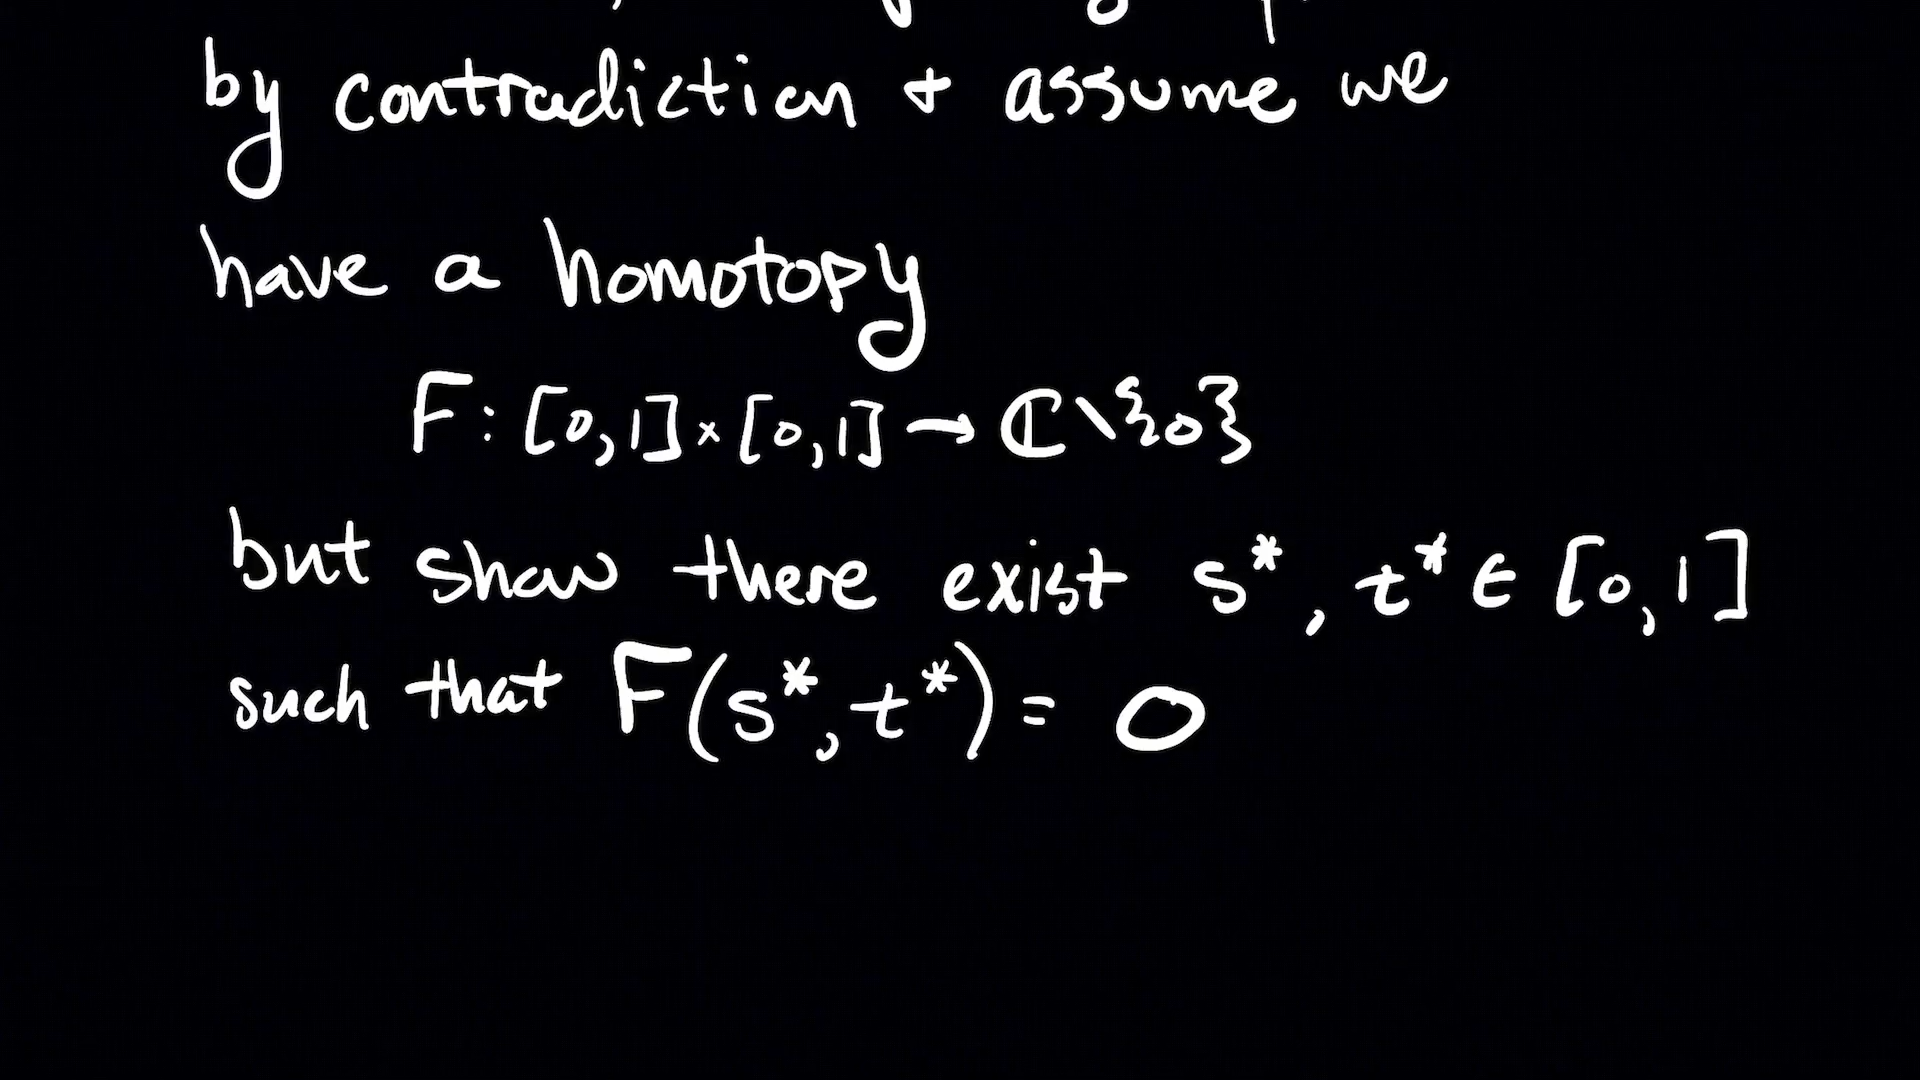 by contradiction + assume we
have a homotopy
F: [0,1] × [0,1] → ℂ\{0}
but show there exist s*, t* ∈ [0,1]
such that F(s*, t*) = 0